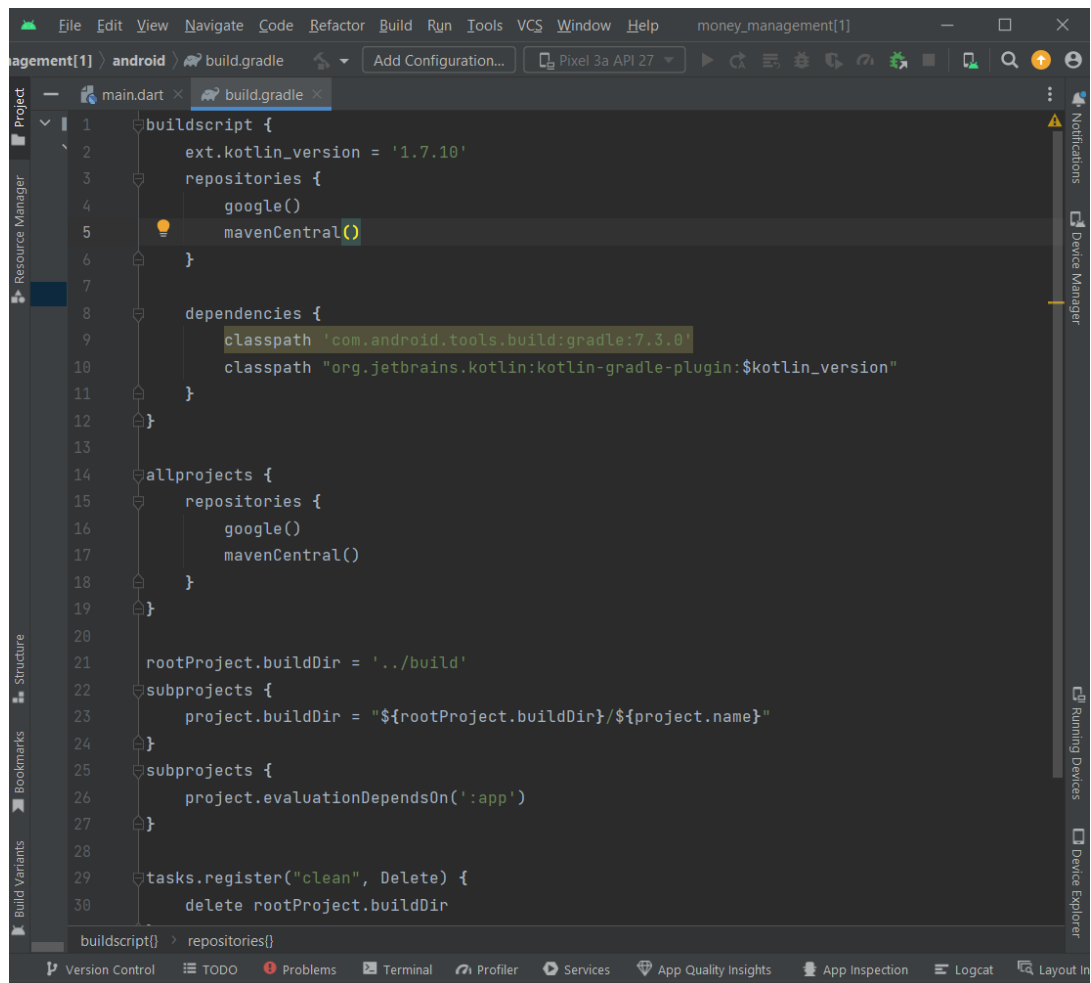 File Edit View Navigate Code Refactor Build Run Tools VCS Window Help money_management[1]
nagement[1] android build.gradle Add Configuration... Pixel 3a API 27
main.dart build.gradle
Project
Resource Manager
Structure
Bookmarks
Build Variants
1 buildscript {
2 ext.kotlin_version = '1.7.10'
3 repositories {
4 google()
5 mavenCentral()
6 }
7
8 dependencies {
9 classpath 'com.android.tools.build:gradle:7.3.0'
10 classpath "org.jetbrains.kotlin:kotlin-gradle-plugin:$kotlin_version"
11 }
12 }
13
14 allprojects {
15 repositories {
16 google()
17 mavenCentral()
18 }
19 }
20
21 rootProject.buildDir = '../build'
22 subprojects {
23 project.buildDir = "${rootProject.buildDir}/${project.name}"
24 }
25 subprojects {
26 project.evaluationDependsOn(':app')
27 }
28
29 tasks.register("clean", Delete) {
30 delete rootProject.buildDir
Notifications
Device Manager
Running Devices
Device Explorer
buildscript{} repositories{}
Version Control TODO Problems Terminal Profiler Services App Quality Insights App Inspection Logcat Layout In